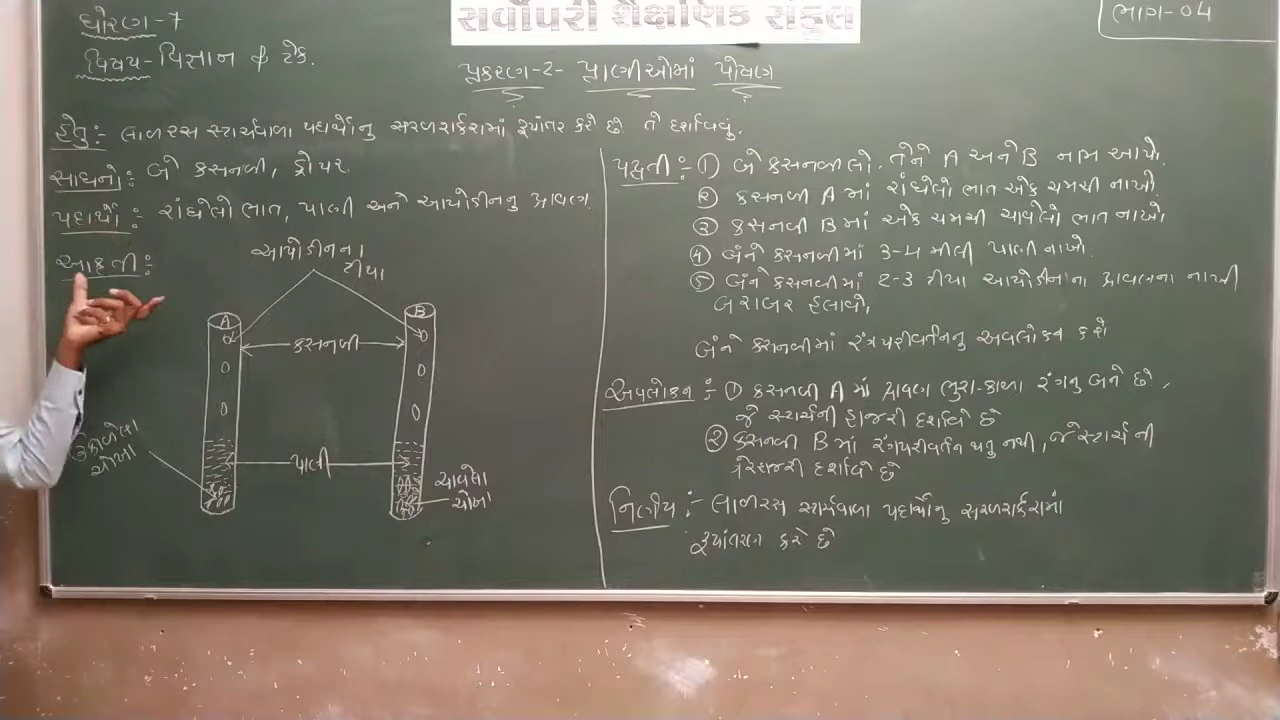 સર્વોપરી શૈક્ષણિક સંકુલ
ધોરણ-7
ભાગ-04
વિષય-વિજ્ઞાન & ટેક.
પ્રકરણ-2- પ્રાણીઓમાં પોષણ
હેતુ:- લાળરસ સ્ટાર્ચવાળા પદાર્થોનુ સરળશર્કરામાં રૂપાંતર કરે છે તે દર્શાવવું.
સાધનો:- બે કસનળી, ડ્રોપર.
પદાર્થો:- રાંધેલો ભાત, પાણી અને આયોડીનનુ દ્રાવણ
આકૃતી:-
આયોડીનના
ટીપા
A
B
કસનળી
ઉકાળેલા
ચોખા
પાણી
ચાવેલા
ચોખા
પદ્ધતી:- ① બે કસનળી લો. તેને A અને B નામ આપો.
② કસનળી A માં રાંધેલો ભાત એક ચમચી નાખો.
③ કસનળી B માં એક ચમચી ચાવેલો ભાત નાખો.
④ બંને કસનળીમાં 3-4 મીલી પાણી નાખો.
⑤ બંને કસનળીમાં 2-3 ટીપા આયોડીનના દ્રાવણના નાખી
બરાબર હલાવો.
બંને કસનળીમાં રંગપરીવર્તનનુ અવલોકન કરો
અવલોકન:- ① કસનળી A માં દ્રાવણ ભુરા-કાળા રંગનુ બને છે,
જે સ્ટાર્ચની હાજરી દર્શાવે છે
② કસનળી B માં રંગપરીવર્તન થતુ નથી, જે સ્ટાર્ચ ની
ગેરહાજરી દર્શાવે છે
નિર્ણય:- લાળરસ સ્ટાર્ચવાળા પદાર્થોનુ સરળશર્કરામાં
રૂપાંતરણ કરે છે